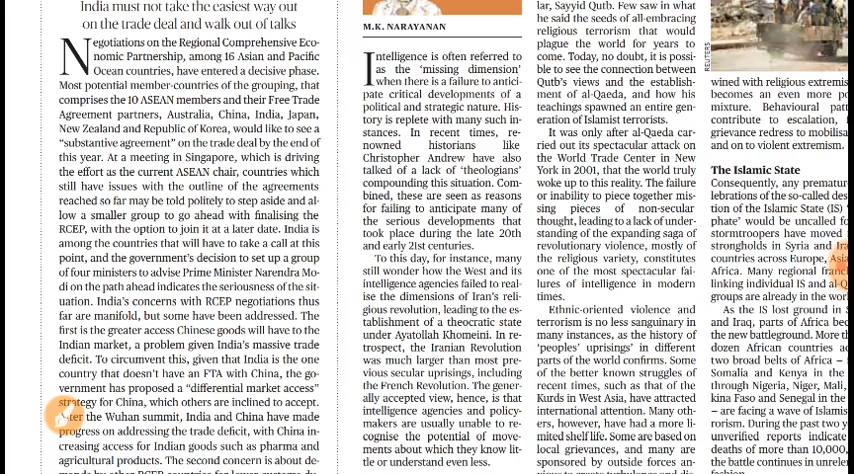 India must not take the easiest way out
on the trade deal and walk out of talks
Negotiations on the Regional Comprehensive Eco-
nomic Partnership, among 16 Asian and Pacific
Ocean countries, have entered a decisive phase.
Most potential member-countries of the grouping, that
comprises the 10 ASEAN members and their Free Trade
Agreement partners, Australia, China, India, Japan,
New Zealand and Republic of Korea, would like to see a
“substantive agreement” on the trade deal by the end of
this year. At a meeting in Singapore, which is driving
the effort as the current ASEAN chair, countries which
still have issues with the outline of the agreements
reached so far may be told politely to step aside and al-
low a smaller group to go ahead with finalising the
RCEP, with the option to join it at a later date. India is
among the countries that will have to take a call at this
point, and the government’s decision to set up a group
of four ministers to advise Prime Minister Narendra Mo-
di on the path ahead indicates the seriousness of the sit-
uation. India’s concerns with RCEP negotiations thus
far are manifold, but some have been addressed. The
first is the greater access Chinese goods will have to the
Indian market, a problem given India’s massive trade
deficit. To circumvent this, given that India is the one
country that doesn’t have an FTA with China, the go-
vernment has proposed a “differential market access”
strategy for China, which others are inclined to accept.
After the Wuhan summit, India and China have made
progress on addressing the trade deficit, with China in-
creasing access for Indian goods such as pharma and
agricultural products. The second concern is about de-
M.K. NARAYANAN
Intelligence is often referred to
as the ‘missing dimension’
when there is a failure to antici-
pate critical developments of a
political and strategic nature. His-
tory is replete with many such in-
stances. In recent times, re-
nowned historians like
Christopher Andrew have also
talked of a lack of ‘theologians’
compounding this situation. Com-
bined, these are seen as reasons
for failing to anticipate many of
the serious developments that
took place during the late 20th
and early 21st centuries.
To this day, for instance, many
still wonder how the West and its
intelligence agencies failed to real-
ise the dimensions of Iran’s reli-
gious revolution, leading to the es-
tablishment of a theocratic state
under Ayatollah Khomeini. In re-
trospect, the Iranian Revolution
was much larger than most pre-
vious secular uprisings, including
the French Revolution. The gener-
ally accepted view, hence, is that
intelligence agencies and policy-
makers are usually unable to re-
cognise the potential of move-
ments about which they know lit-
tle or understand even less.
lar, Sayyid Qutb. Few saw in what
he said the seeds of all-embracing
religious terrorism that would
plague the world for years to
come. Today, no doubt, it is possi-
ble to see the connection between
Qutb’s views and the establish-
ment of al-Qaeda, and how his
teachings spawned an entire gen-
eration of Islamist terrorists.
It was only after al-Qaeda car-
ried out its spectacular attack on
the World Trade Center in New
York in 2001, that the world truly
woke up to this reality. The failure
or inability to piece together mis-
sing pieces of non-secular
thought, leading to a lack of under-
standing of the expanding saga of
revolutionary violence, mostly of
the religious variety, constitutes
one of the most spectacular fai-
lures of intelligence in modern
times.
Ethnic-oriented violence and
terrorism is no less sanguinary in
many instances, as the history of
‘peoples’ uprisings’ in different
parts of the world confirms. Some
of the better known struggles of
recent times, such as that of the
Kurds in West Asia, have attracted
international attention. Many oth-
ers, however, have had a more li-
mited shelf life. Some are based on
local grievances, and many are
sponsored by outside forces an-
REUTERS
wined with religious extremis
becomes an even more po
mixture. Behavioural patt
contribute to escalation,
grievance redress to mobilisa
and on to violent extremism.
The Islamic State
Consequently, any prematur
lebrations of the so-called des
tion of the Islamic State (IS) ‘
phate’ would be uncalled fo
stormtroopers have moved
strongholds in Syria and Ira
countries across Europe, Asia
Africa. Many regional franch
linking individual IS and al-Q
groups are already in the wor
As the IS lost ground in S
and Iraq, parts of Africa bec
the new battleground. More th
dozen African countries ac
two broad belts of Africa –
Somalia and Kenya in the
through Nigeria, Niger, Mali,
kina Faso and Senegal in the
– are facing a wave of Islamis
rorism. During the past two y
unverified reports indicate
deaths of more than 10,000,
the battle continues in unrele